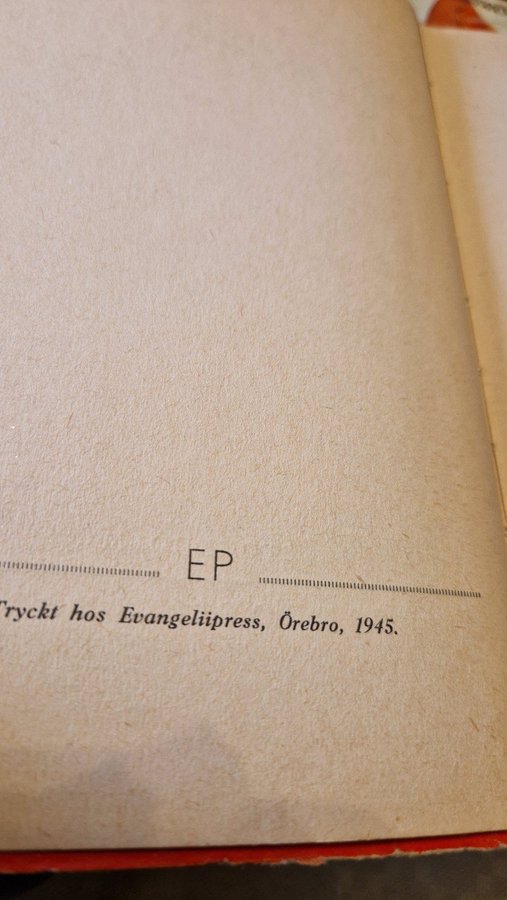 EP
Tryckt hos Evangeliipress, Örebro, 1945.